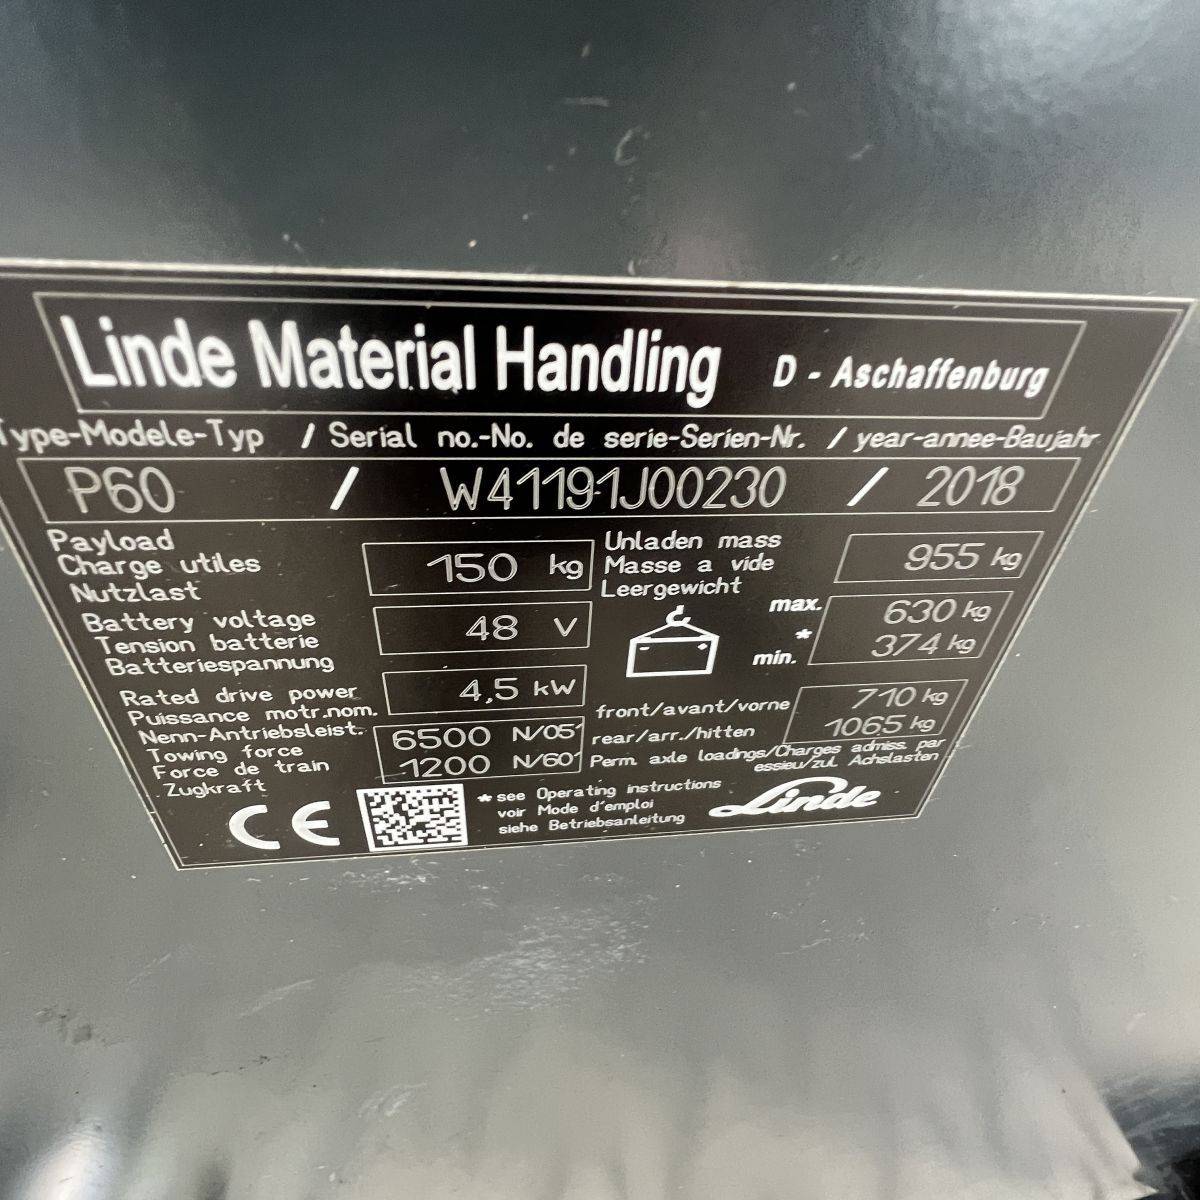 Linde Material Handling D - Aschaffenburg
Type-Modele-Typ / Serial no.-No. de serie-Serien-Nr. / year-annee-Baujahr
P60 / W41191J00230 / 2018
Payload
Charge utiles
Nutzlast
150 kg
Unladen mass
Masse a vide
Leergewicht
955 kg
Battery voltage
Tension batterie
Batteriespannung
48 V
max. 630 kg
*
min. 374 kg
Rated drive power
Puissance motr.nom.
Nenn-Antriebsleist.
4,5 kW
front/avant/vorne 710 kg
rear/arr./hitten 1065 kg
Perm. axle loadings/Charges admiss. par
essieu/zul. Achslasten
Towing force
Force de train
Zugkraft
6500 N/05'
1200 N/60'
CE
* see Operating instructions
voir Mode d'emploi
siehe Betriebsanleitung
Linde